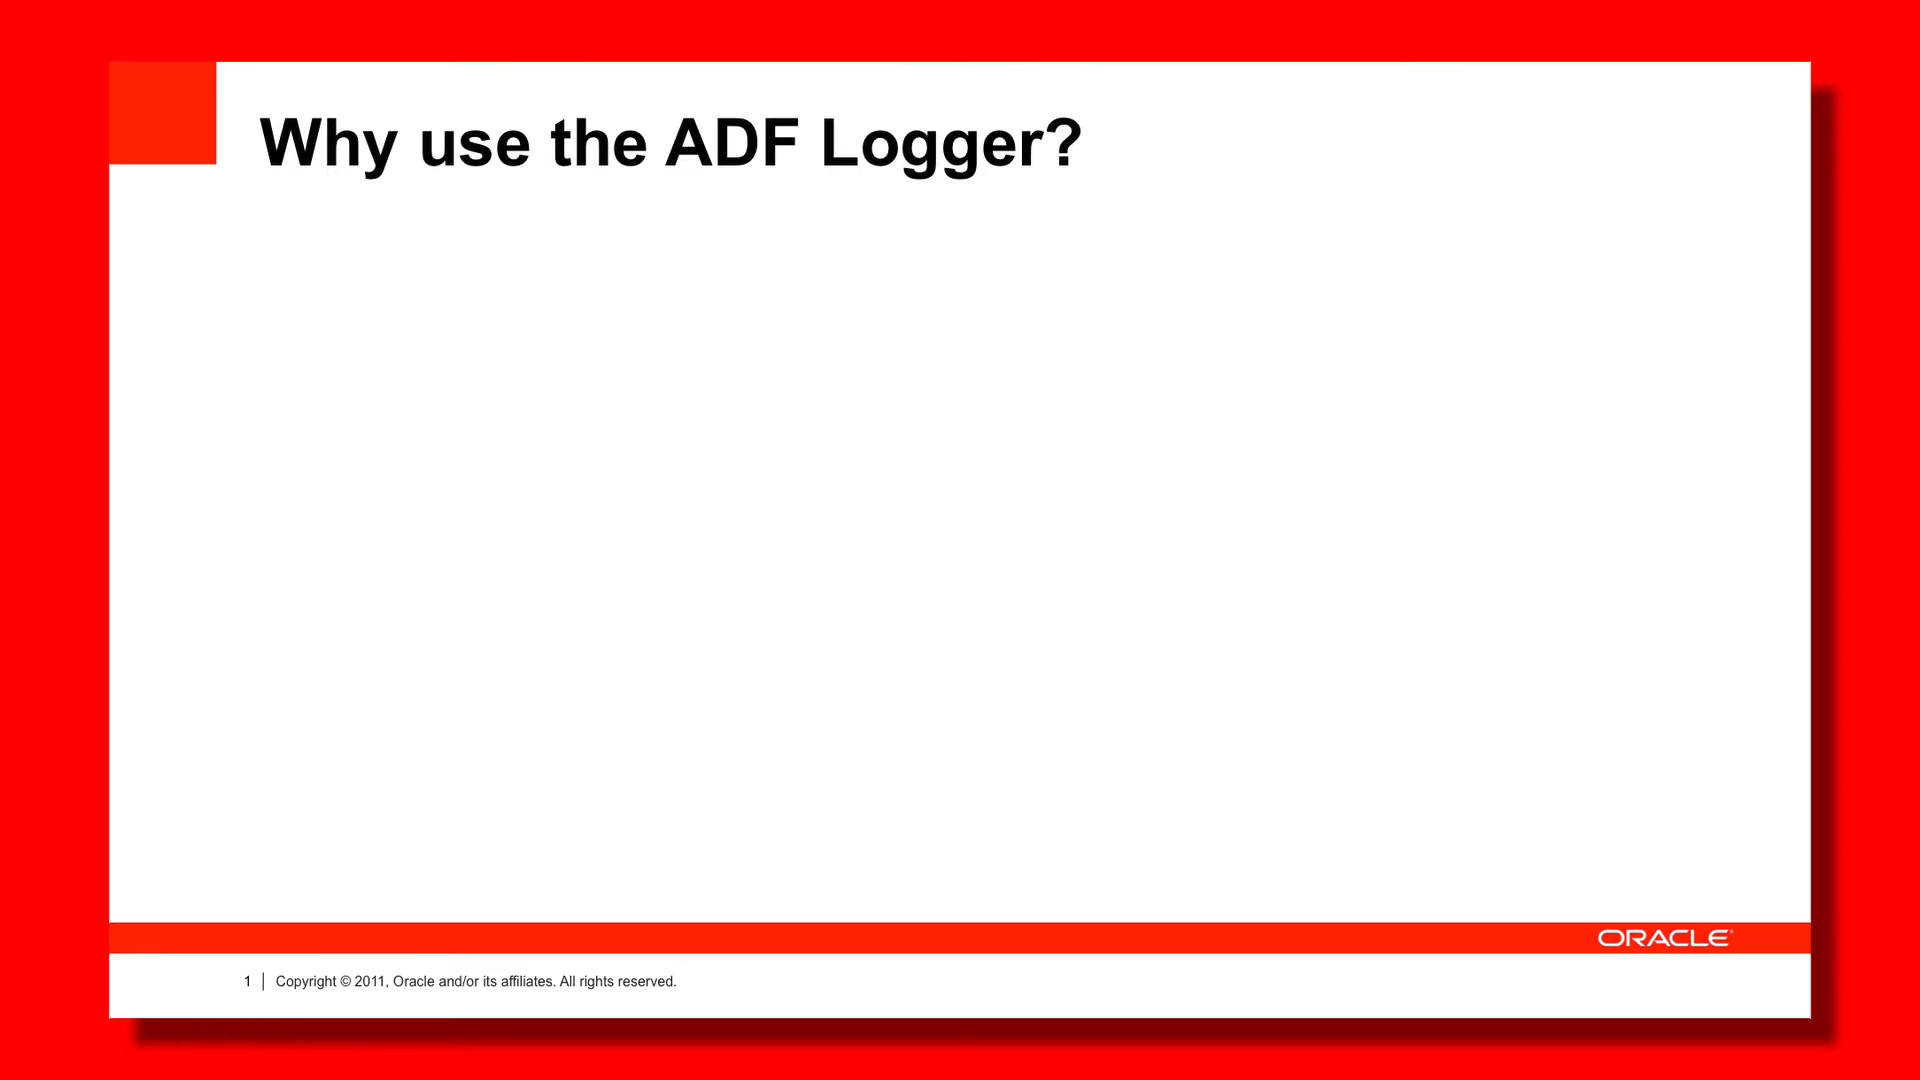 Why use the ADF Logger?
ORACLE
1 | Copyright © 2011, Oracle and/or its affiliates. All rights reserved.